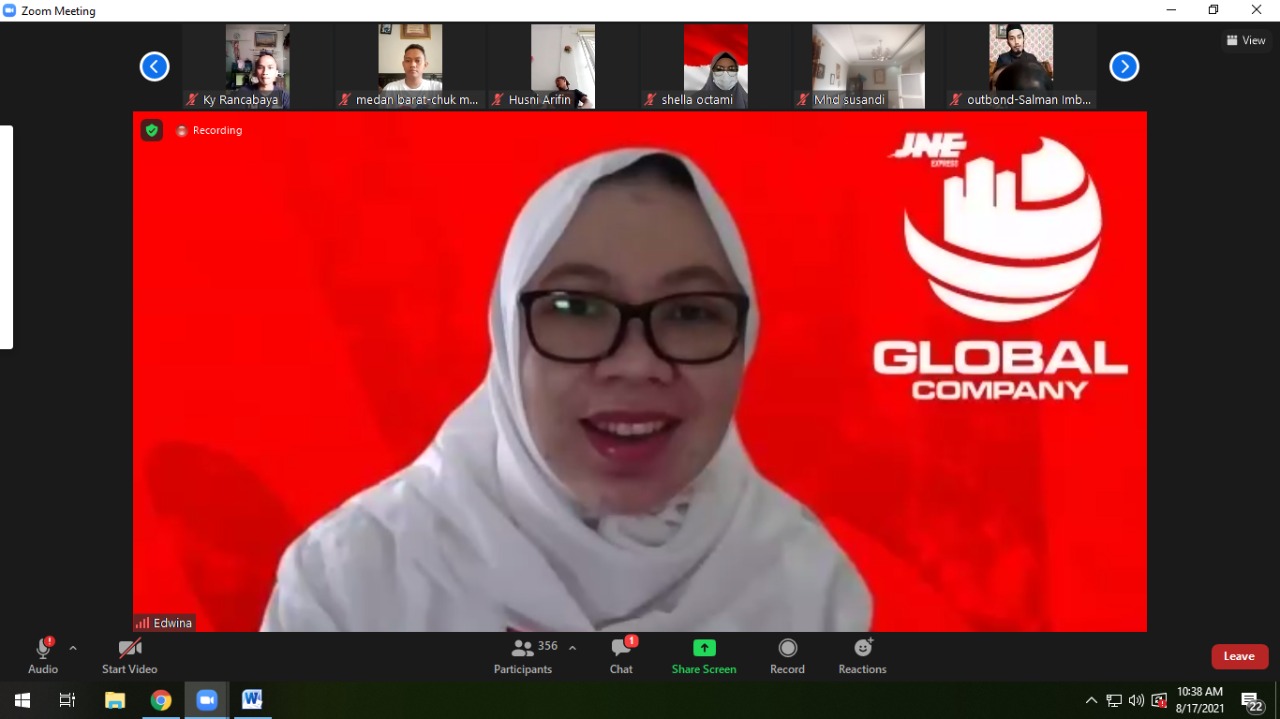 Zoom Meeting
View
Ky Rancabaya
medan barat-chuk m...
Husni Arifin
shella octami
Mhd susandi
outbond-Salman Imb...
Recording
JNE
EXPRESS
GLOBAL
COMPANY
Edwina
Audio
Start Video
Participants
356
Chat
1
Share Screen
Record
Reactions
Leave
W
10:38 AM
8/17/2021
22